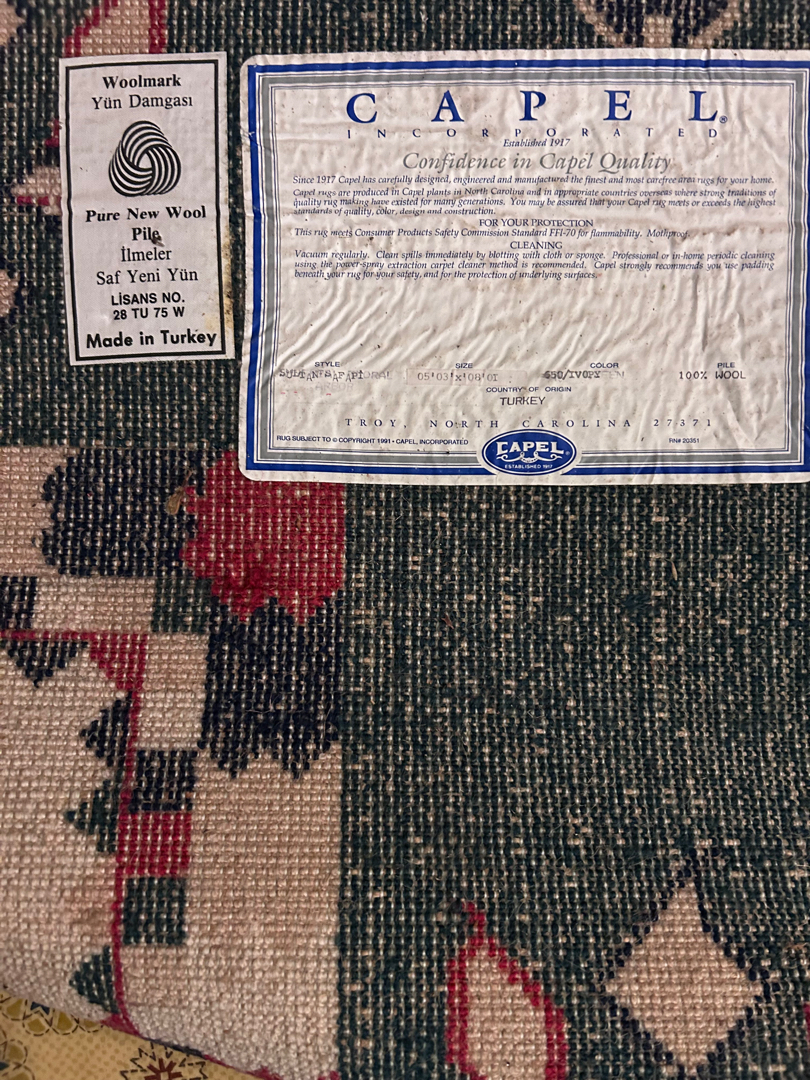 Woolmark
Yün Damgası
Pure New Wool
Pile
İlmeler
Saf Yeni Yün
LİSANS NO.
28 TU 75 W
Made in Turkey
CAPEL®
INCORPORATED
Established 1917
Confidence in Capel Quality
Since 1917 Capel has carefully designed, engineered and manufactured the finest and most carefree area rugs for your home.
Capel rugs are produced in Capel plants in North Carolina and in appropriate countries overseas where strong traditions of
quality rug making have existed for many generations. You may be assured that your Capel rug meets or exceeds the highest
standards of quality, color, design and construction.
FOR YOUR PROTECTION
This rug meets Consumer Products Safety Commission Standard FFI-70 for flammability. Mothproof.
CLEANING
Vacuum regularly. Clean spills immediately by blotting with cloth or sponge. Professional or in-home periodic cleaning
using the power-spray extraction carpet cleaner method is recommended. Capel strongly recommends you use padding
beneath your rug for your safety, and for the protection of underlying surfaces.
STYLE SIZE COLOR PILE
05'03"x'08'01 650/IVORY 100% WOOL
COUNTRY OF ORIGIN
TURKEY
TROY, NORTH CAROLINA 27371
RUG SUBJECT TO © COPYRIGHT 1991 • CAPEL, INCORPORATED
RN# 20351
CAPEL
ESTABLISHED 1917